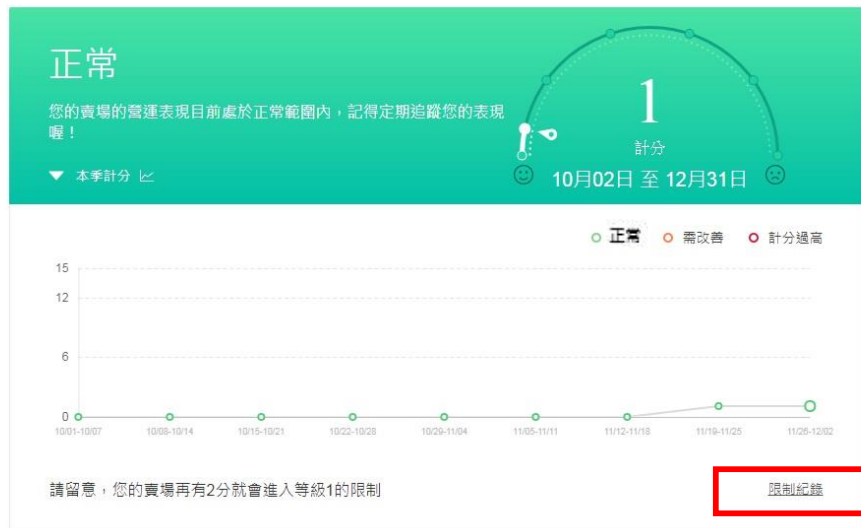 正常
您的賣場的營運表現目前處於正常範圍內，記得定期追蹤您的表現
喔！
本季計分
1
計分
10月02日 至 12月31日
正常
需改善
計分過高
15
12
6
0
10/01-10/07
10/08-10/14
10/15-10/21
10/22-10/28
10/29-11/04
11/05-11/11
11/12-11/18
11/19-11/25
11/26-12/02
請留意，您的賣場再有2分就會進入等級1的限制
限制紀錄